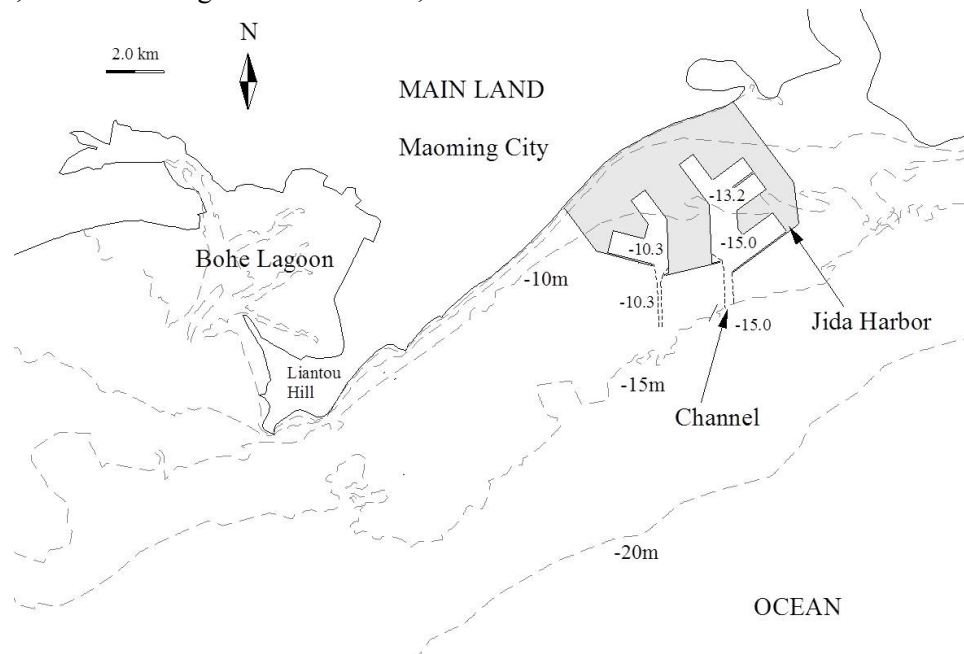 N
2.0 km
MAIN LAND
Maoming City
-13.2
Bohe Lagoon
-10.3
-15.0
-10m
-10.3
-15.0
Jida Harbor
Liantou
Hill
-15m
Channel
-20m
OCEAN